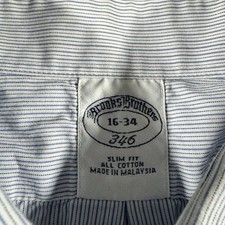 Brooks Brothers
16-34
346
SLIM FIT
ALL COTTON
MADE IN MALAYSIA